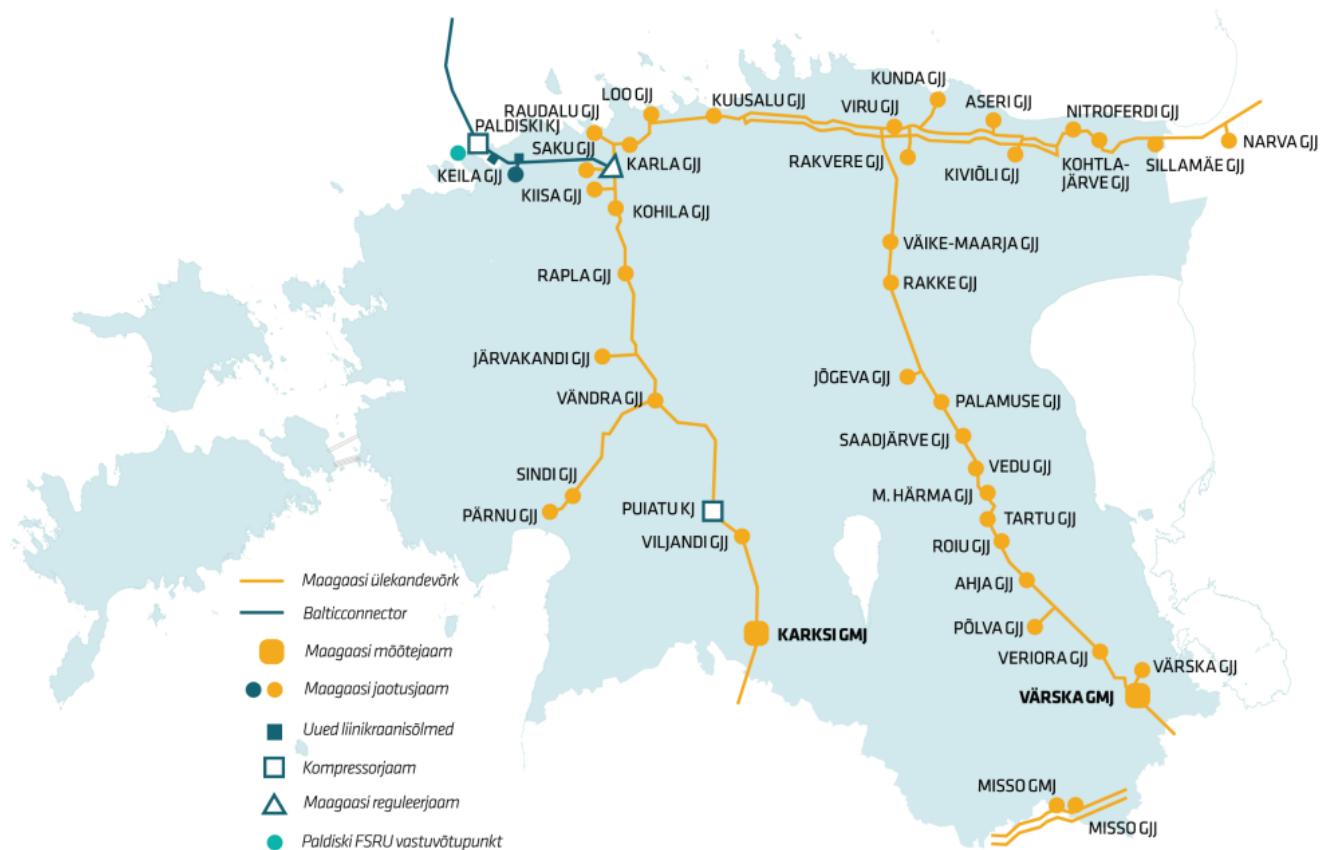 KUNDA GJJ
LOO GJJ
KUUSALU GJJ
VIRU GJJ
ASERI GJJ
NITROFERDI GJJ
RAUDALU GJJ
PALDISKI KJ
SAKU GJJ
KARLA GJJ
RAKVERE GJJ
KIVIÕLI GJJ
KOHTLA-
JÄRVE GJJ
SILLAMÄE GJJ
NARVA GJJ
KEILA GJJ
KIISA GJJ
KOHILA GJJ
VÄIKE-MAARJA GJJ
RAPLA GJJ
RAKKE GJJ
JÄRVAKANDI GJJ
JÕGEVA GJJ
VÄNDRA GJJ
PALAMUSE GJJ
SAADJÄRVE GJJ
VEDU GJJ
SINDI GJJ
M. HÄRMA GJJ
PÄRNU GJJ
PUIATU KJ
TARTU GJJ
VILJANDI GJJ
ROIU GJJ
AHJA GJJ
PÕLVA GJJ
KARKSI GMJ
VERIORA GJJ
VÄRSKA GJJ
VÄRSKA GMJ
MISSO GMJ
MISSO GJJ
Maagaasi ülekandevõrk
Balticconnector
Maagaasi mõõtejaam
Maagaasi jaotusjaam
Uued liinikraanisõlmed
Kompressorjaam
Maagaasi reguleerjaam
Paldiski FSRU vastuvõtupunkt